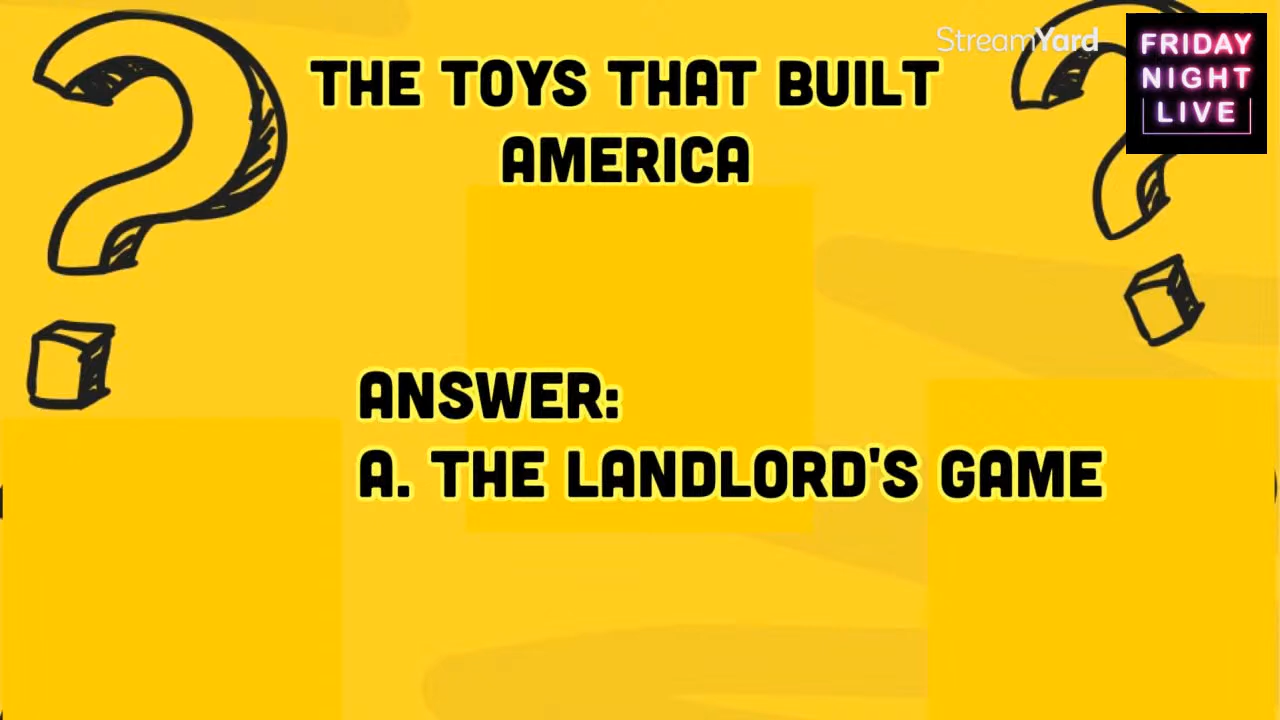 StreamYard
FRIDAY
NIGHT
LIVE
THE TOYS THAT BUILT
AMERICA
ANSWER:
A. THE LANDLORD'S GAME